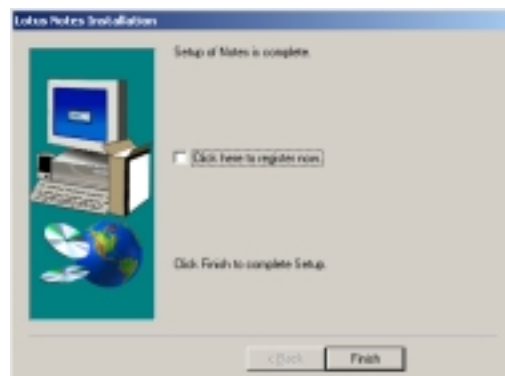 Lotus Notes Installation
Setup of Notes is complete.
Click here to register now.
Click Finish to complete Setup.
< Back
Finish